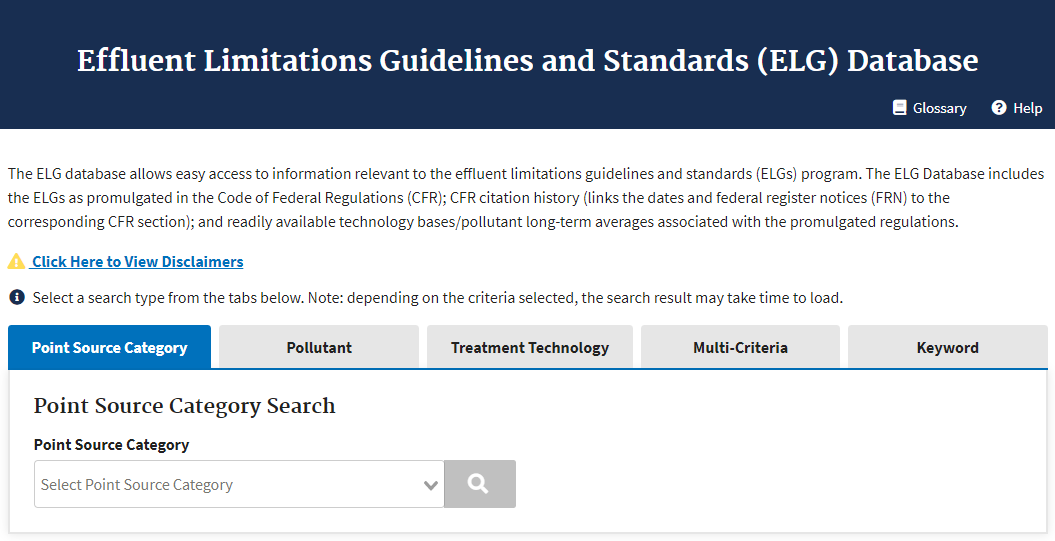 Effluent Limitations Guidelines and Standards (ELG) Database
Glossary
Help
The ELG database allows easy access to information relevant to the effluent limitations guidelines and standards (ELGs) program. The ELG Database includes
the ELGs as promulgated in the Code of Federal Regulations (CFR); CFR citation history (links the dates and federal register notices (FRN) to the
corresponding CFR section); and readily available technology bases/pollutant long-term averages associated with the promulgated regulations.
Click Here to View Disclaimers
Select a search type from the tabs below. Note: depending on the criteria selected, the search result may take time to load.
Point Source Category
Pollutant
Treatment Technology
Multi-Criteria
Keyword
Point Source Category Search
Point Source Category
Select Point Source Category